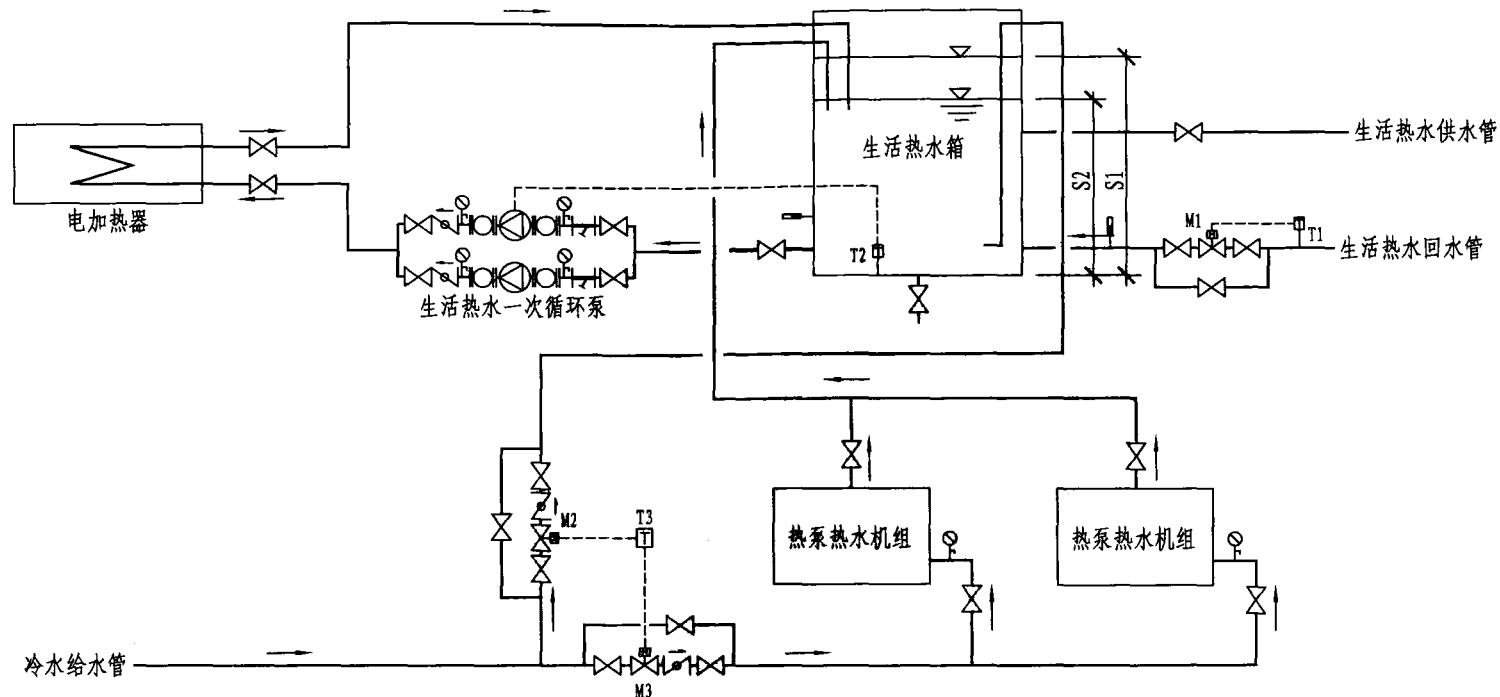 生活热水箱
生活热水供水管
电加热器
S2
S1
M1
T1
T2
生活热水回水管
生活热水一次循环泵
M2
T3
T
热泵热水机组
热泵热水机组
冷水给水管
M3